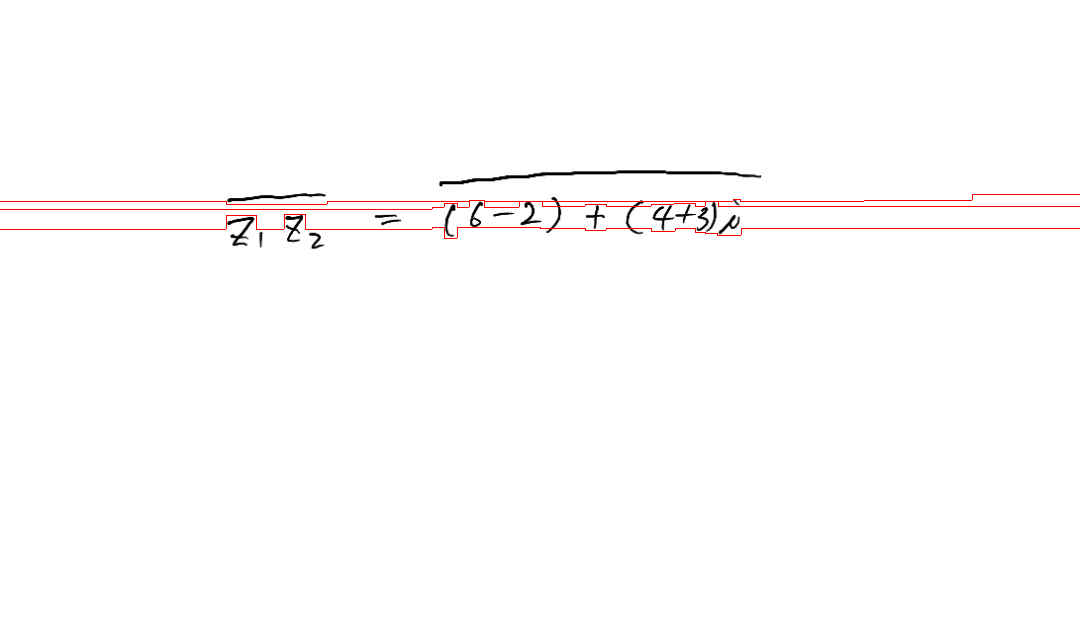 \overline{z_1 z_2} = \overline{(6-2) + (4+3)i}